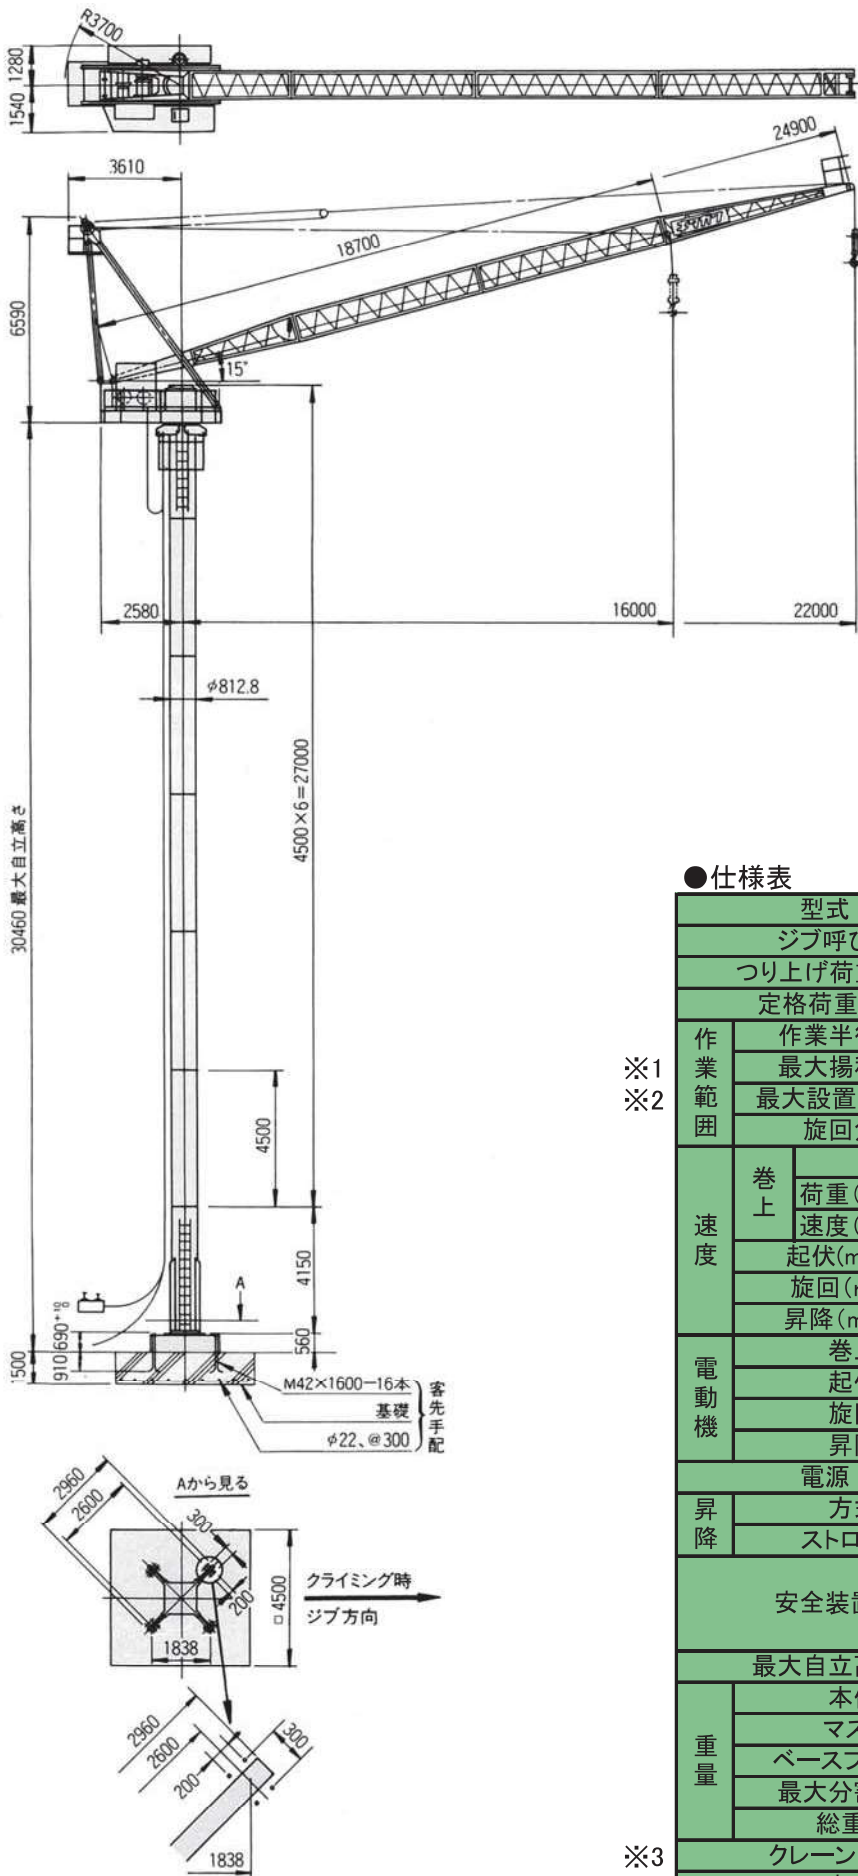 R3700
1280
1540
24900
3610
18700
6590
15°
2580
16000
22000
φ812.8
4500×6=27000
30460 最大自立高さ
4500
4150
A
560
690+10 0
910
1500
M42×1600-16本
基礎
φ22、@300
客先手配
Aから見る
2960
2600
300
200
□4500
1838
クライミング時
ジブ方向
2960
2600
200
300
1838
●仕様表
型式
ジブ呼
つり上げ荷
定格荷重
作業範囲
作業半
※1
最大揚
※2
最大設置
旋回
速度
巻上
荷重(
速度(
起伏(m
旋回(
昇降(m
電動機
巻
起
旋
昇
電源
昇降
方
ストロ
安全装
最大自立
重量
本
マス
ベース
最大分
総重
※3
クレーン